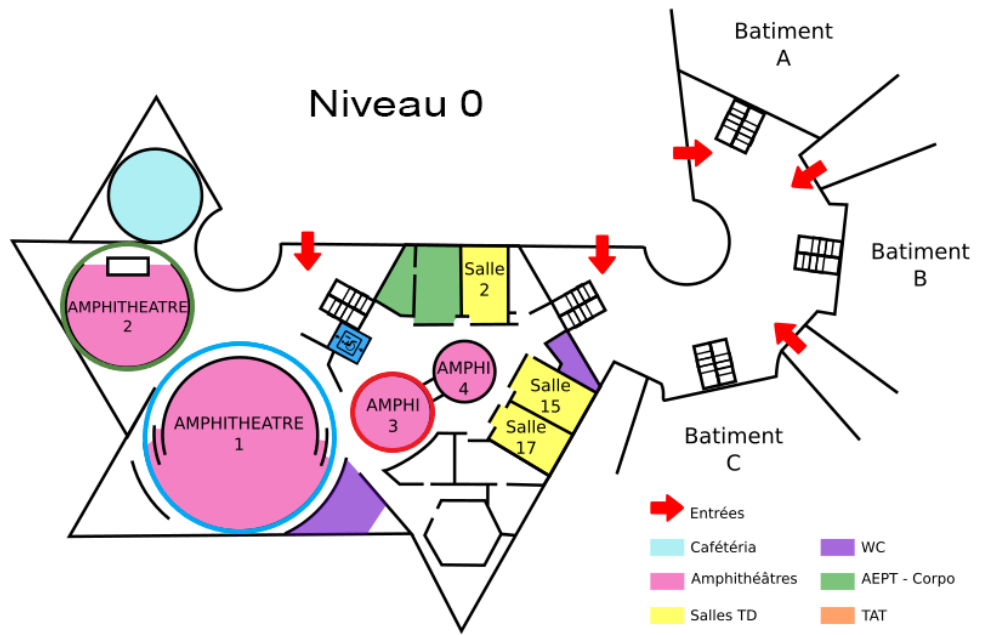 Batiment
A
Niveau 0
Batiment
B
Salle
2
AMPHITHEATRE
2
AMPHI
4
AMPHI
3
Salle
15
AMPHITHEATRE
1
Salle
17
Batiment
C
Entrées
Cafétéria
WC
Amphithéâtres
AEPT - Corpo
Salles TD
TAT